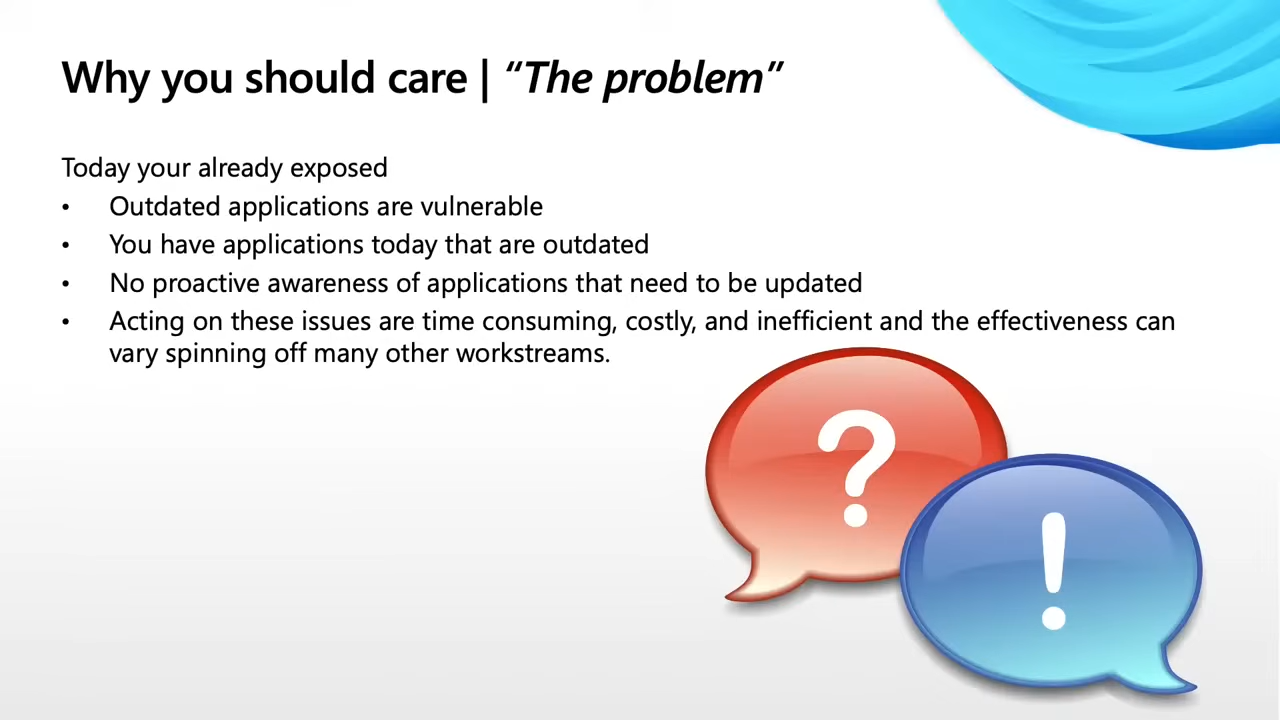 Why you should care | “The problem”
Today your already exposed
• Outdated applications are vulnerable
• You have applications today that are outdated
• No proactive awareness of applications that need to be updated
• Acting on these issues are time consuming, costly, and inefficient and the effectiveness can
vary spinning off many other workstreams.
?
!